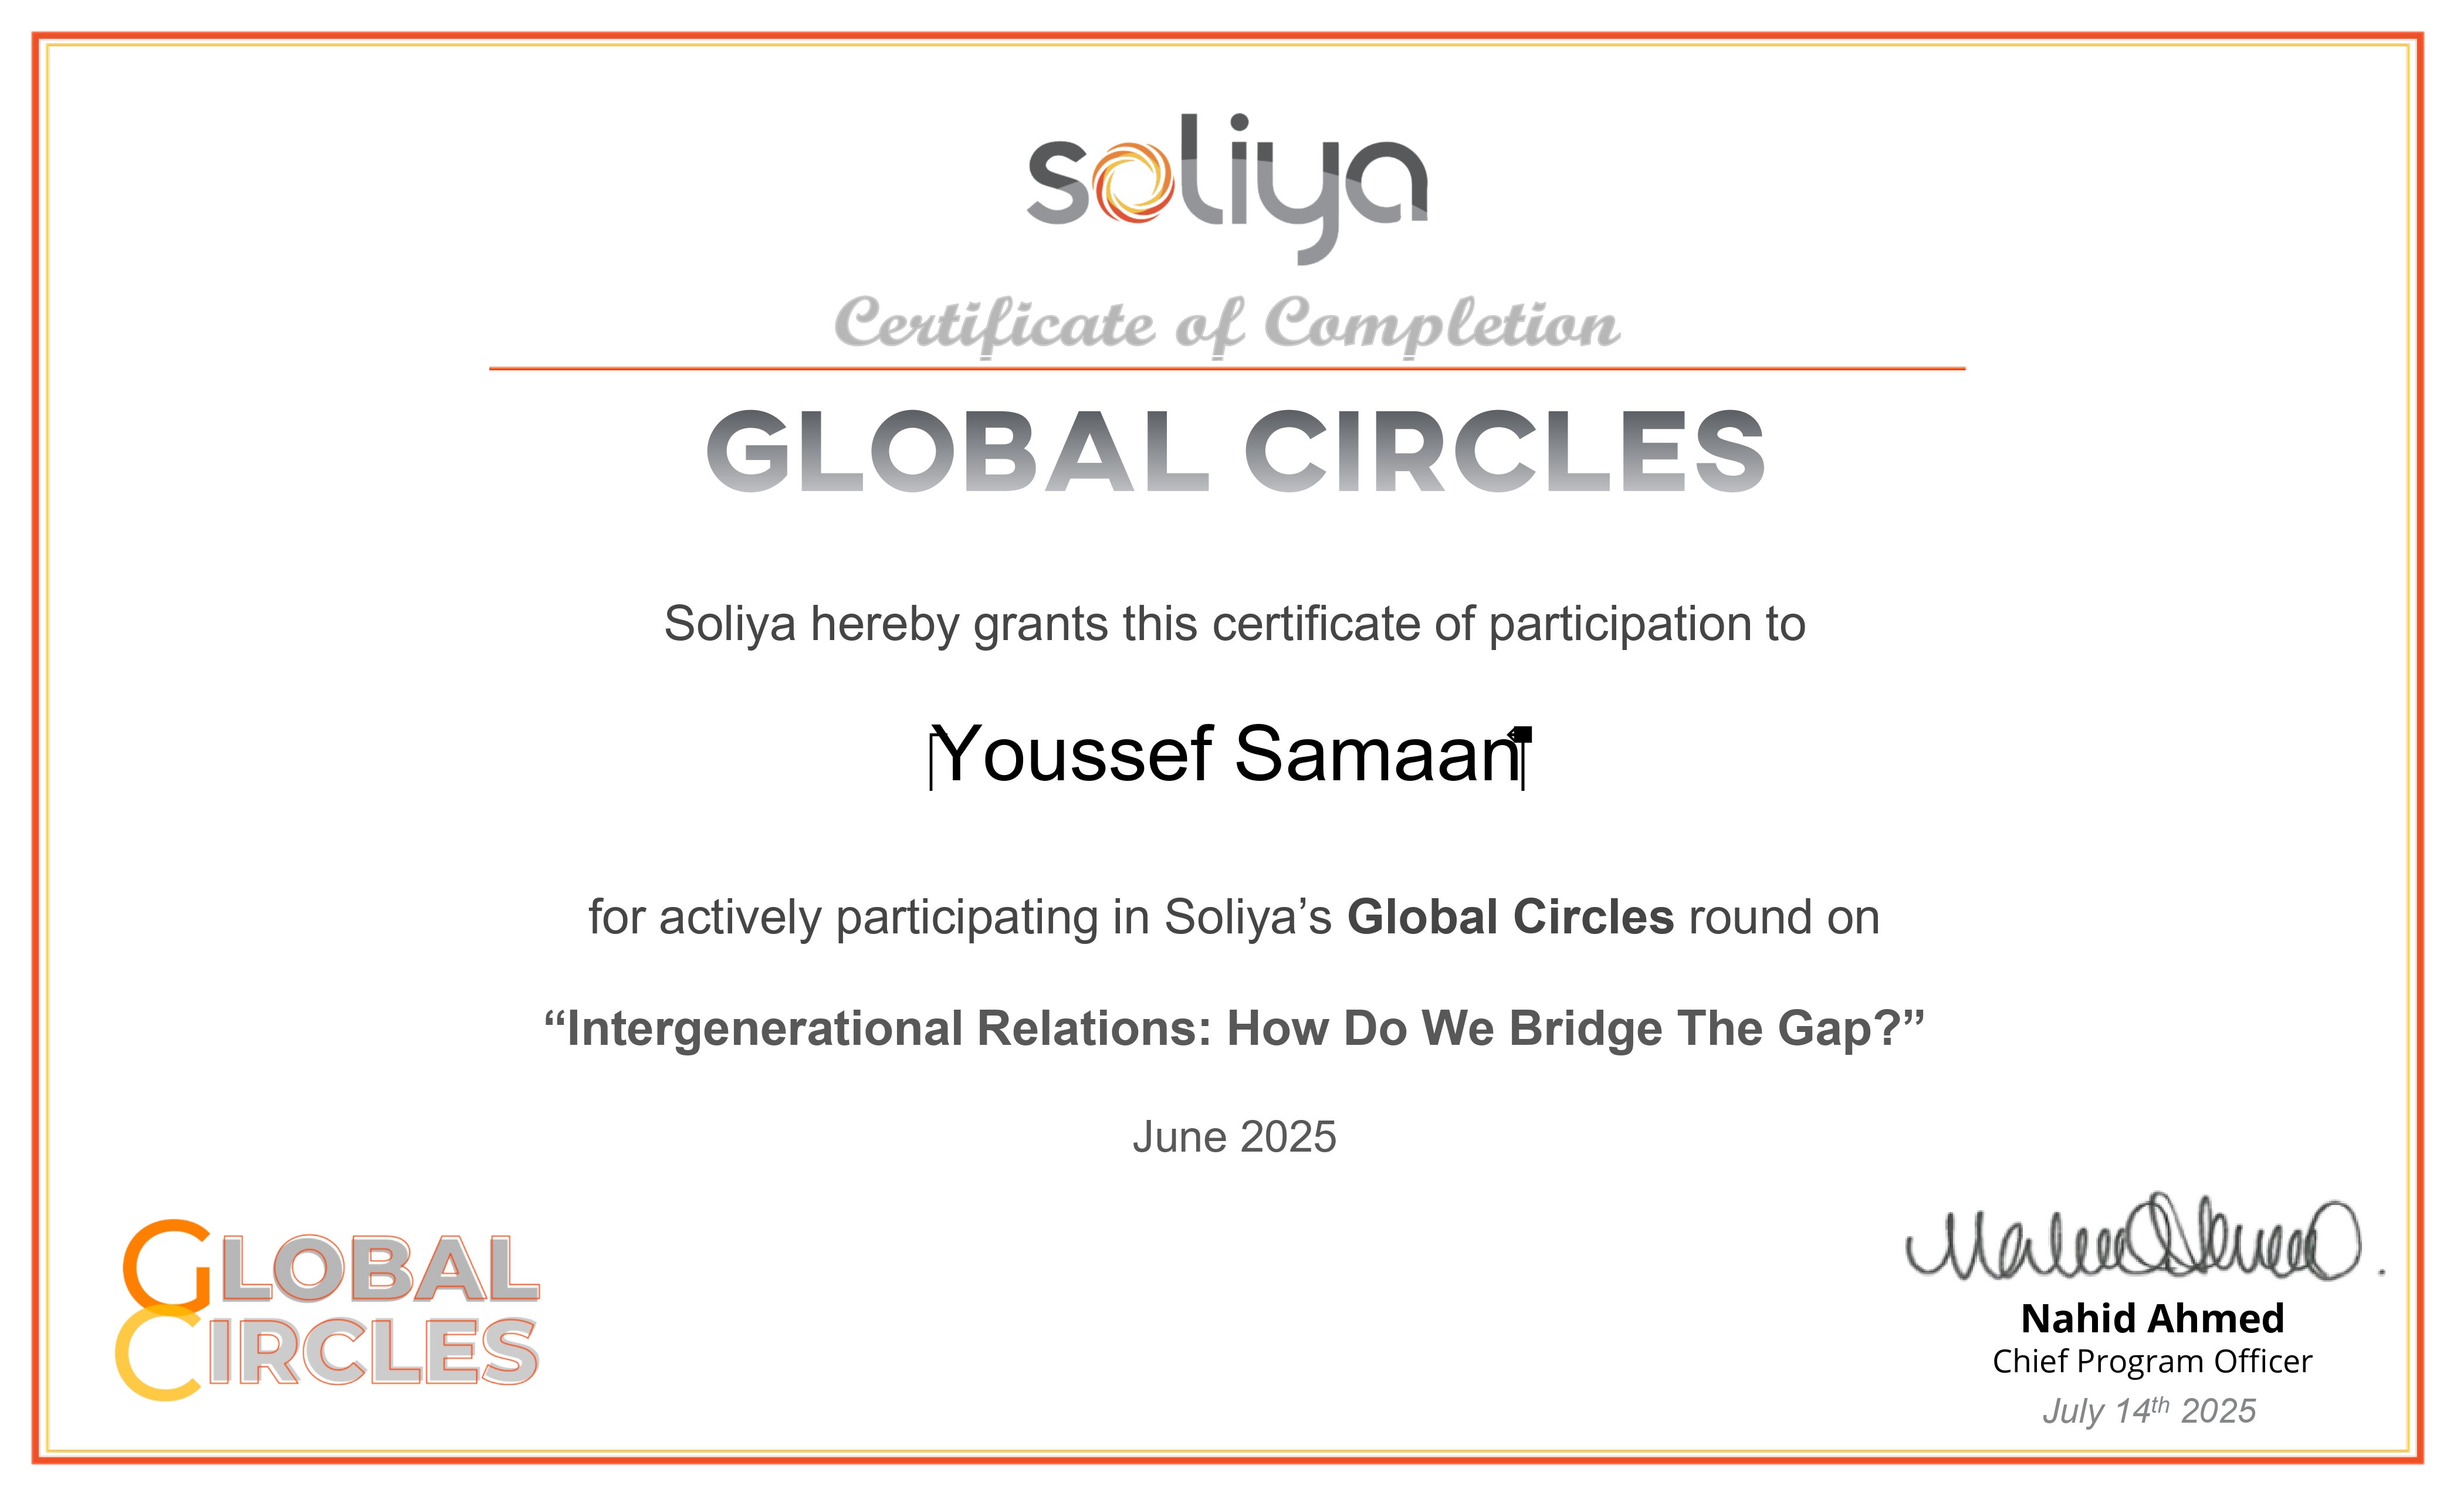 soliya
Certificate of Completion
GLOBAL CIRCLES
Soliya hereby grants this certificate of participation to
Youssef Samaan
for actively participating in Soliya’s Global Circles round on
“Intergenerational Relations: How Do We Bridge The Gap?”
June 2025
GLOBAL
CIRCLES
Nahid Ahmed
Chief Program Officer
July 14th 2025